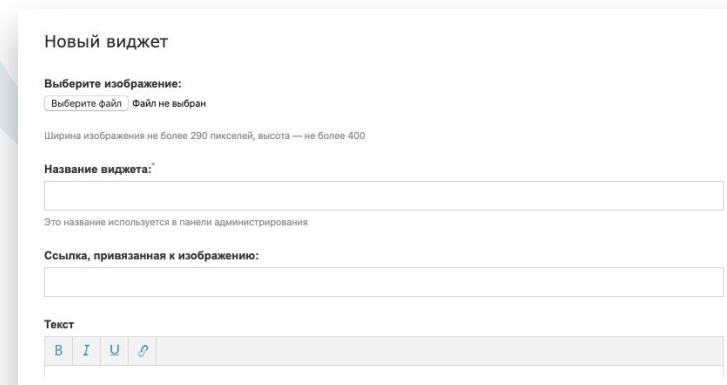 Новый виджет
Выберите изображение:
Выберите файл Файл не выбран
Ширина изображения не более 290 пикселей, высота — не более 400
Название виджета:*
Это название используется в панели администрирования
Ссылка, привязанная к изображению:
Текст
B I U